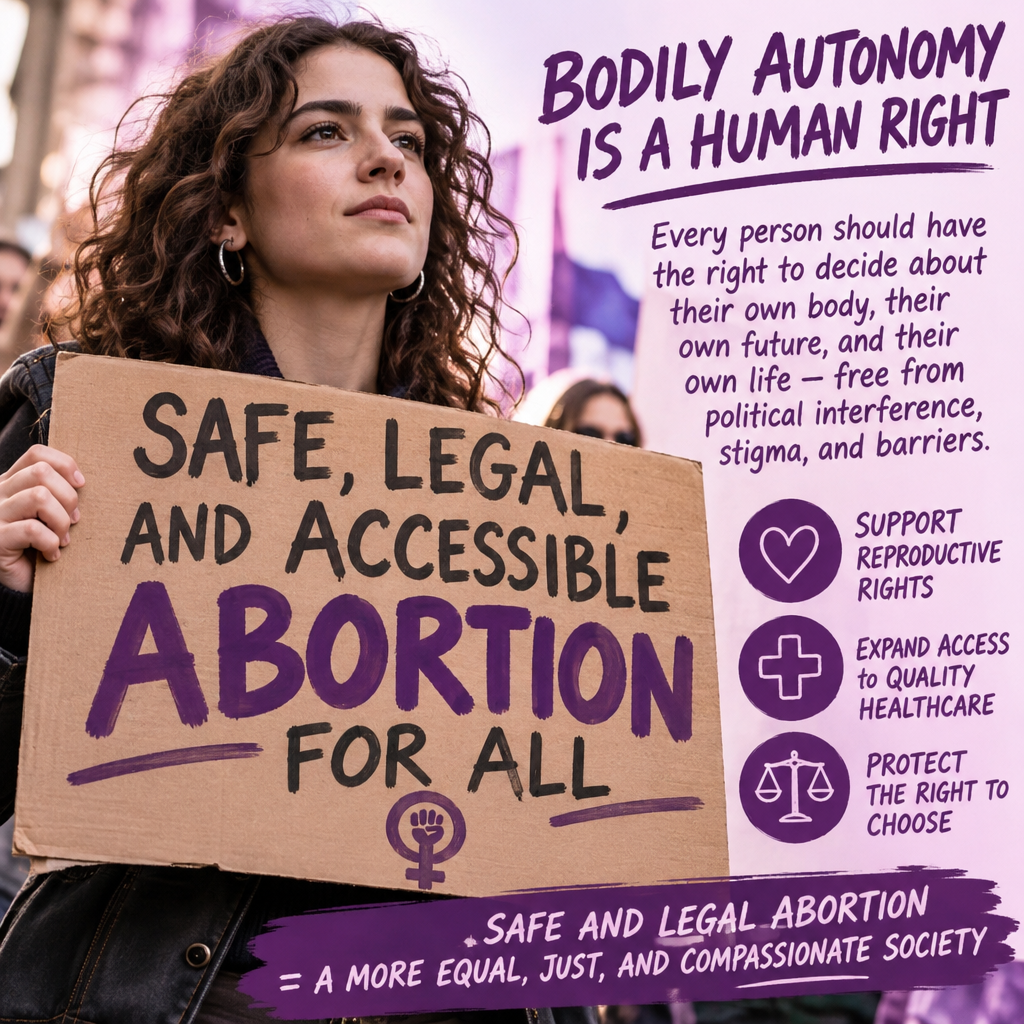 BODILY AUTONOMY
IS A HUMAN RIGHT
Every person should have
the right to decide about
their own body, their
own future, and their
own life — free from
political interference,
stigma, and barriers.
SAFE, LEGAL,
AND ACCESSIBLE
ABORTION
FOR ALL
SUPPORT
REPRODUCTIVE
RIGHTS
EXPAND ACCESS
to QUALITY
HEALTHCARE
PROTECT
THE RIGHT TO
CHOOSE
SAFE AND LEGAL ABORTION
= A MORE EQUAL, JUST, AND COMPASSIONATE SOCIETY